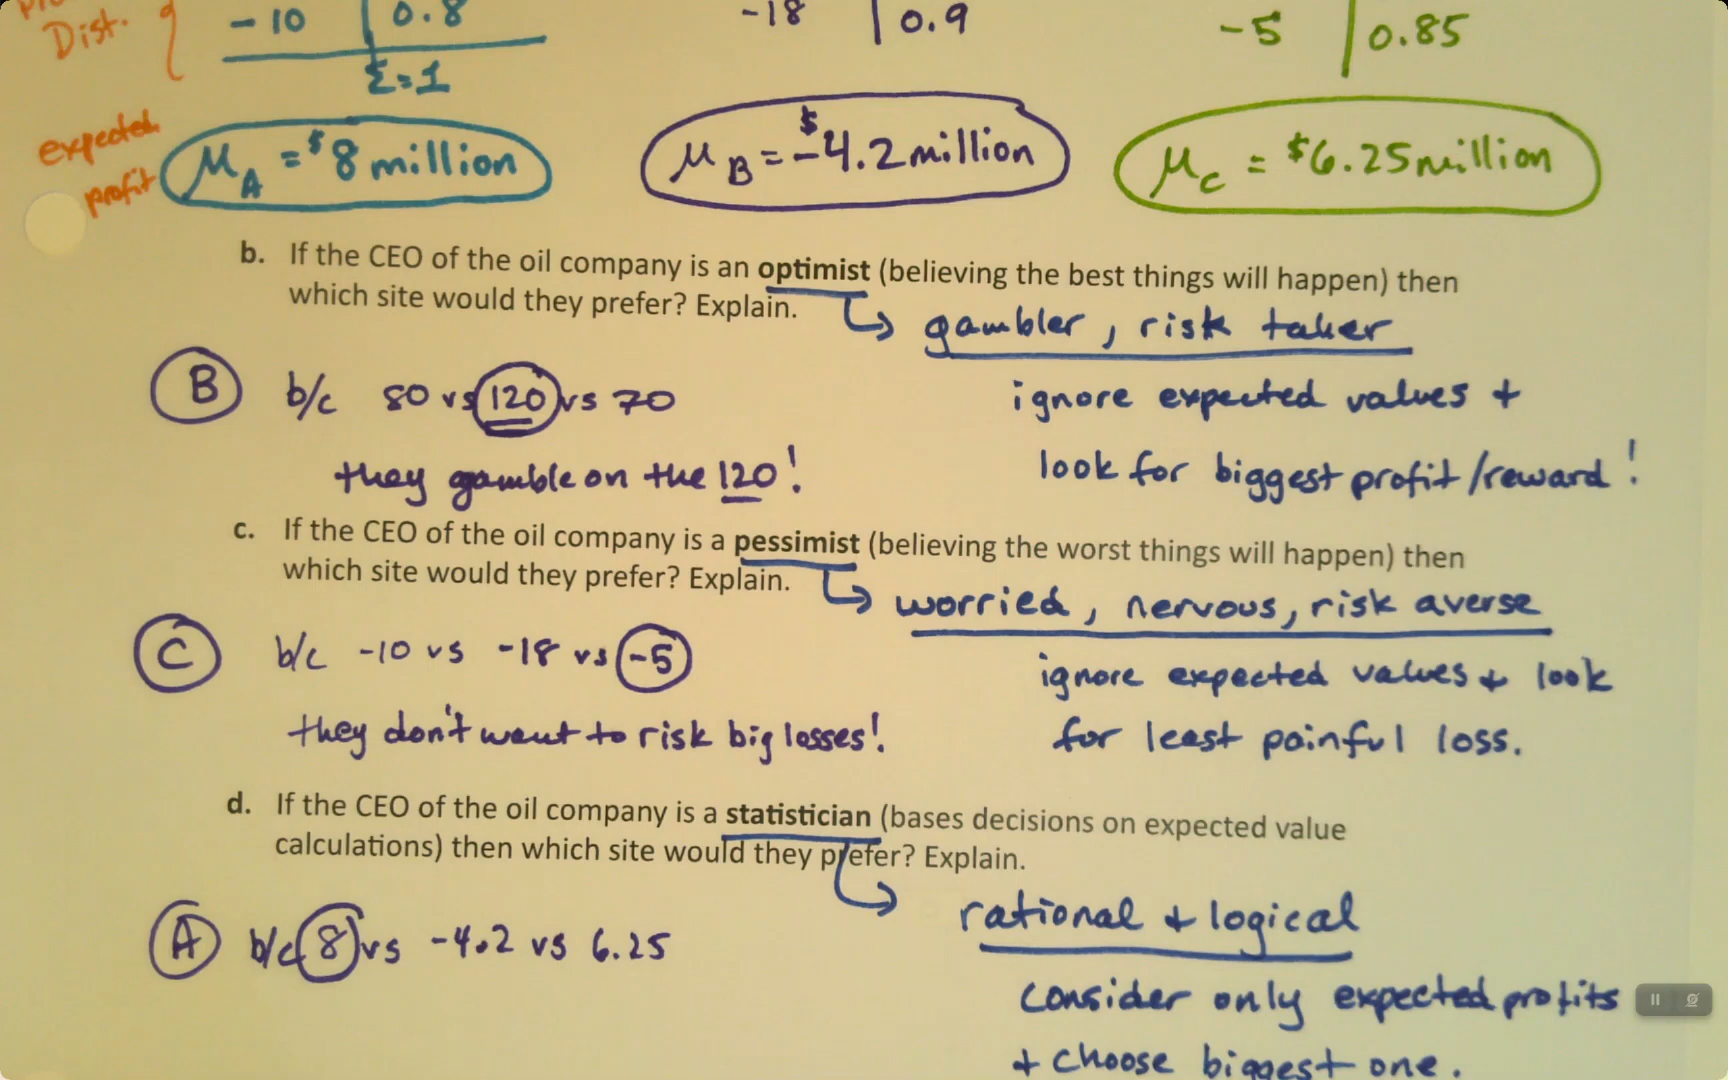 Dist.
-10 | 0.8
-18 | 0.9
-5 | 0.85
Σ=1
expected
profit
μA = $8 million
μB = $-4.2 million
μC = $6.25 million
b. If the CEO of the oil company is an optimist (believing the best things will happen) then
which site would they prefer? Explain.
gambler, risk taker
B b/c 80 vs 120 vs 70
ignore expected values +
they gamble on the 120!
look for biggest profit/reward!
c. If the CEO of the oil company is a pessimist (believing the worst things will happen) then
which site would they prefer? Explain.
worried, nervous, risk averse
C b/c -10 vs -18 vs -5
ignore expected values + look
they don't want to risk big losses!
for least painful loss.
d. If the CEO of the oil company is a statistician (bases decisions on expected value
calculations) then which site would they prefer? Explain.
rational + logical
A b/c 8 vs -4.2 vs 6.25
consider only expected profits
+ choose biggest one.